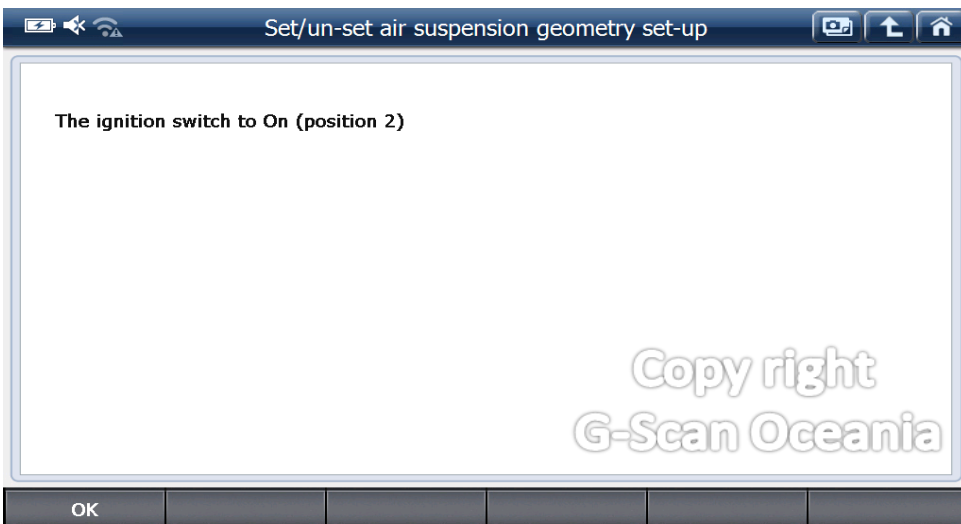 Set/un-set air suspension geometry set-up
The ignition switch to On (position 2)
Copy right
G-Scan Oceania
OK